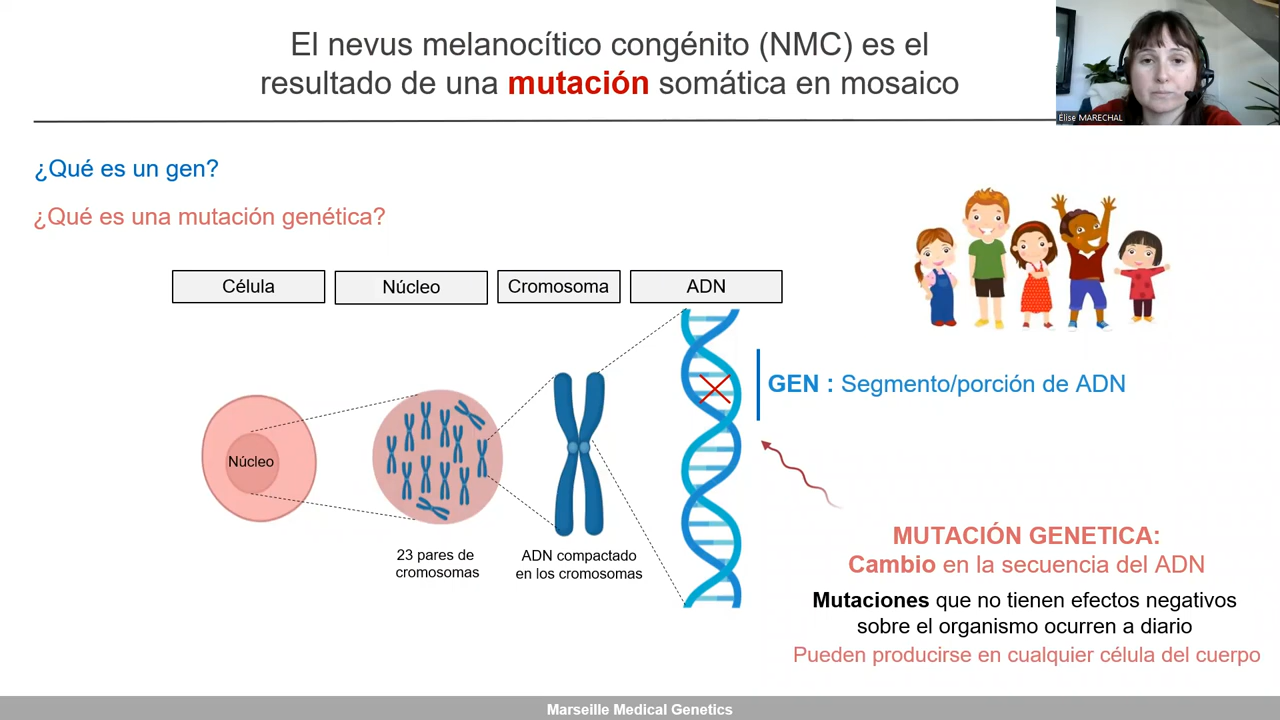 El nevus melanocítico congénito (NMC) es el
resultado de una mutación somática en mosaico
Élise MARECHAL
¿Qué es un gen?
¿Qué es una mutación genética?
Célula
Núcleo
Cromosoma
ADN
GEN : Segmento/porción de ADN
Núcleo
23 pares de
cromosomas
ADN compactado
en los cromosomas
MUTACIÓN GENETICA:
Cambio en la secuencia del ADN
Mutaciones que no tienen efectos negativos
sobre el organismo ocurren a diario
Pueden producirse en cualquier célula del cuerpo
Marseille Medical Genetics